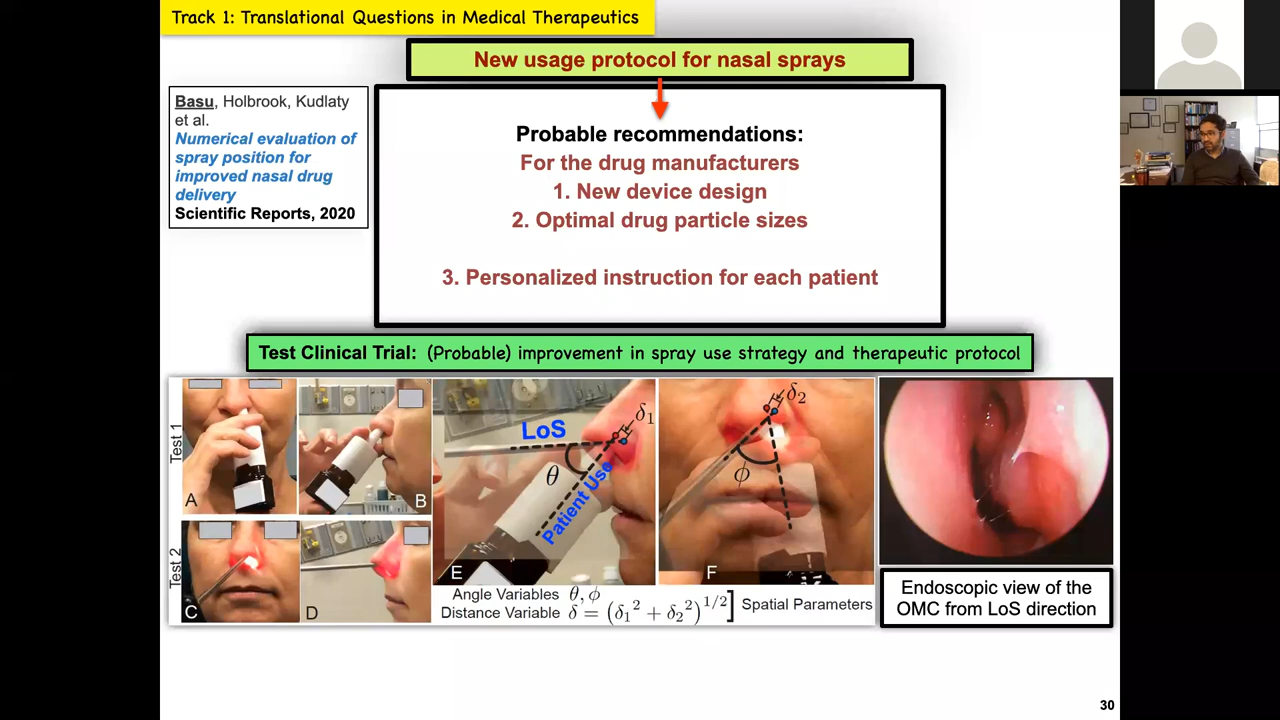 Track 1: Translational Questions in Medical Therapeutics
New usage protocol for nasal sprays
Basu, Holbrook, Kudlaty
et al.
Numerical evaluation of
spray position for
improved nasal drug
delivery
Scientific Reports, 2020
Probable recommendations:
For the drug manufacturers
1. New device design
2. Optimal drug particle sizes
3. Personalized instruction for each patient
Test Clinical Trial: (Probable) improvement in spray use strategy and therapeutic protocol
Test 1
A
B
Test 2
C
D
LoS
δ₁
θ
Patient Use
E
δ₂
ϕ
F
Angle Variables θ, ϕ
Distance Variable δ = (δ₁² + δ₂²)^1/2 ] Spatial Parameters
Endoscopic view of the
OMC from LoS direction
30